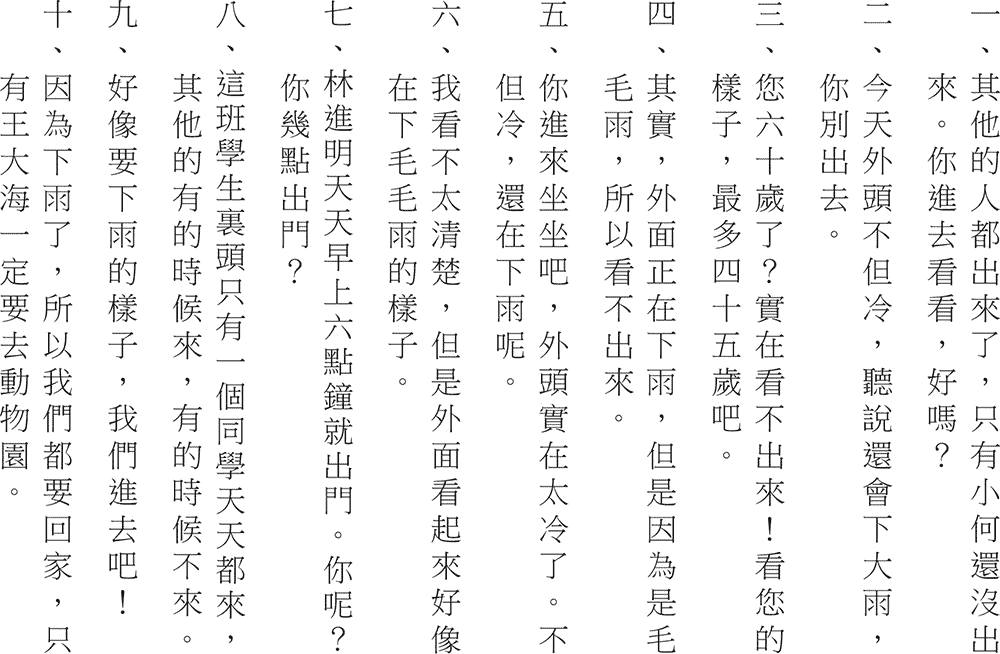 一、其他的人都出來了，只有小何還沒出
來。你進去看看，好嗎？
二、今天外頭不但冷，聽說還會下大雨，
你別出去。
三、您六十歲了？實在看不出來！看您的
樣子，最多四十五歲吧。
四、其實，外面正在下雨，但是因為是毛
毛雨，所以看不出來。
五、你進來坐坐吧，外頭實在太冷了。不
但冷，還在下雨呢。
六、我看不太清楚，但是外面看起來好像
在下毛毛雨的樣子。
七、林進明天天早上六點鐘就出門。你呢？
你幾點出門？
八、這班學生裏頭只有一個同學天天都來，
其他的有的時候來，有的時候不來。
九、好像要下雨的樣子，我們進去吧！
十、因為下雨了，所以我們都要回家，只
有王大海一定要去動物園。